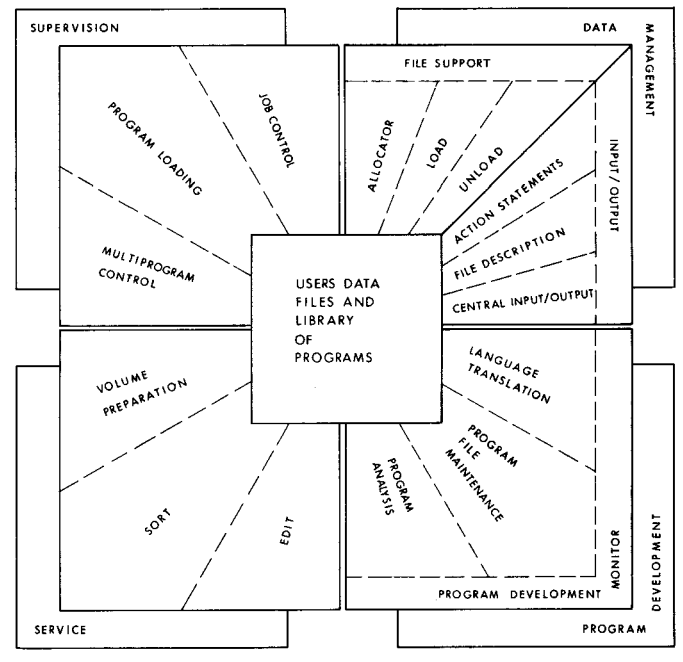 SUPERVISION
JOB CONTROL
PROGRAM LOADING
MULTIPROGRAM
CONTROL
DATA
MANAGEMENT
FILE SUPPORT
ALLOCATOR
LOAD
UNLOAD
ACTION STATEMENTS
FILE DESCRIPTION
CENTRAL INPUT/OUTPUT
INPUT/OUTPUT
USERS DATA
FILES AND
LIBRARY
OF
PROGRAMS
VOLUME
PREPARATION
SORT
EDIT
SERVICE
LANGUAGE
TRANSLATION
PROGRAM
FILE
MAINTENANCE
PROGRAM
ANALYSIS
PROGRAM DEVELOPMENT
MONITOR
PROGRAM
DEVELOPMENT